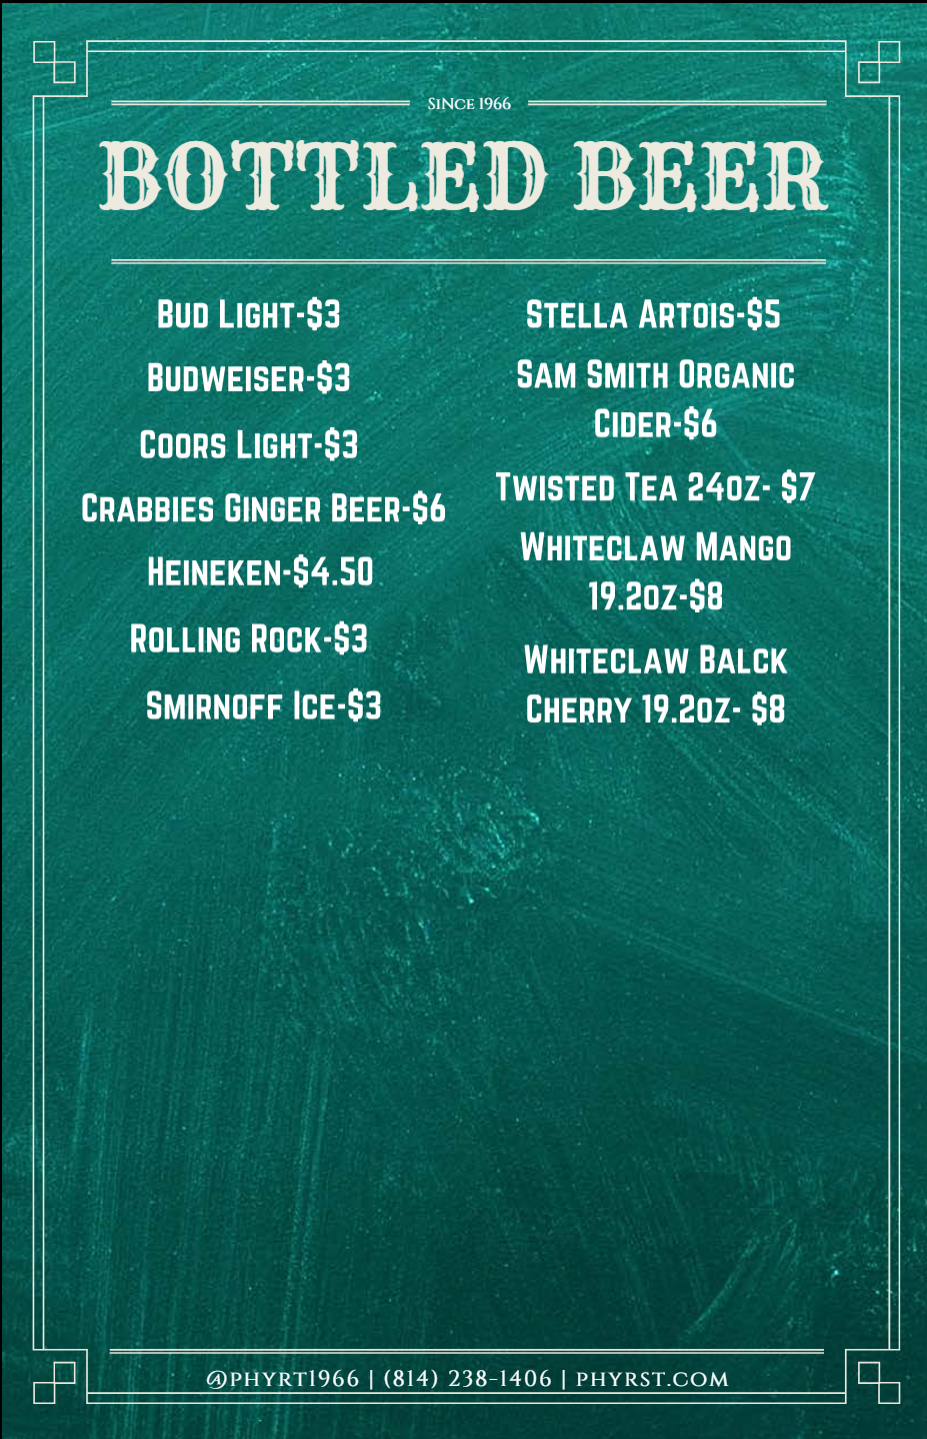 SINCE 1966
BOTTLED BEER
BUD LIGHT-$3
BUDWEISER-$3
COORS LIGHT-$3
CRABBIES GINGER BEER-$6
HEINEKEN-$4.50
ROLLING ROCK-$3
SMIRNOFF ICE-$3
STELLA ARTOIS-$5
SAM SMITH ORGANIC
CIDER-$6
TWISTED TEA 24OZ- $7
WHITECLAW MANGO
19.2OZ-$8
WHITECLAW BALCK
CHERRY 19.2OZ- $8
@PHYRT1966 | (814) 238-1406 | PHYRST.COM